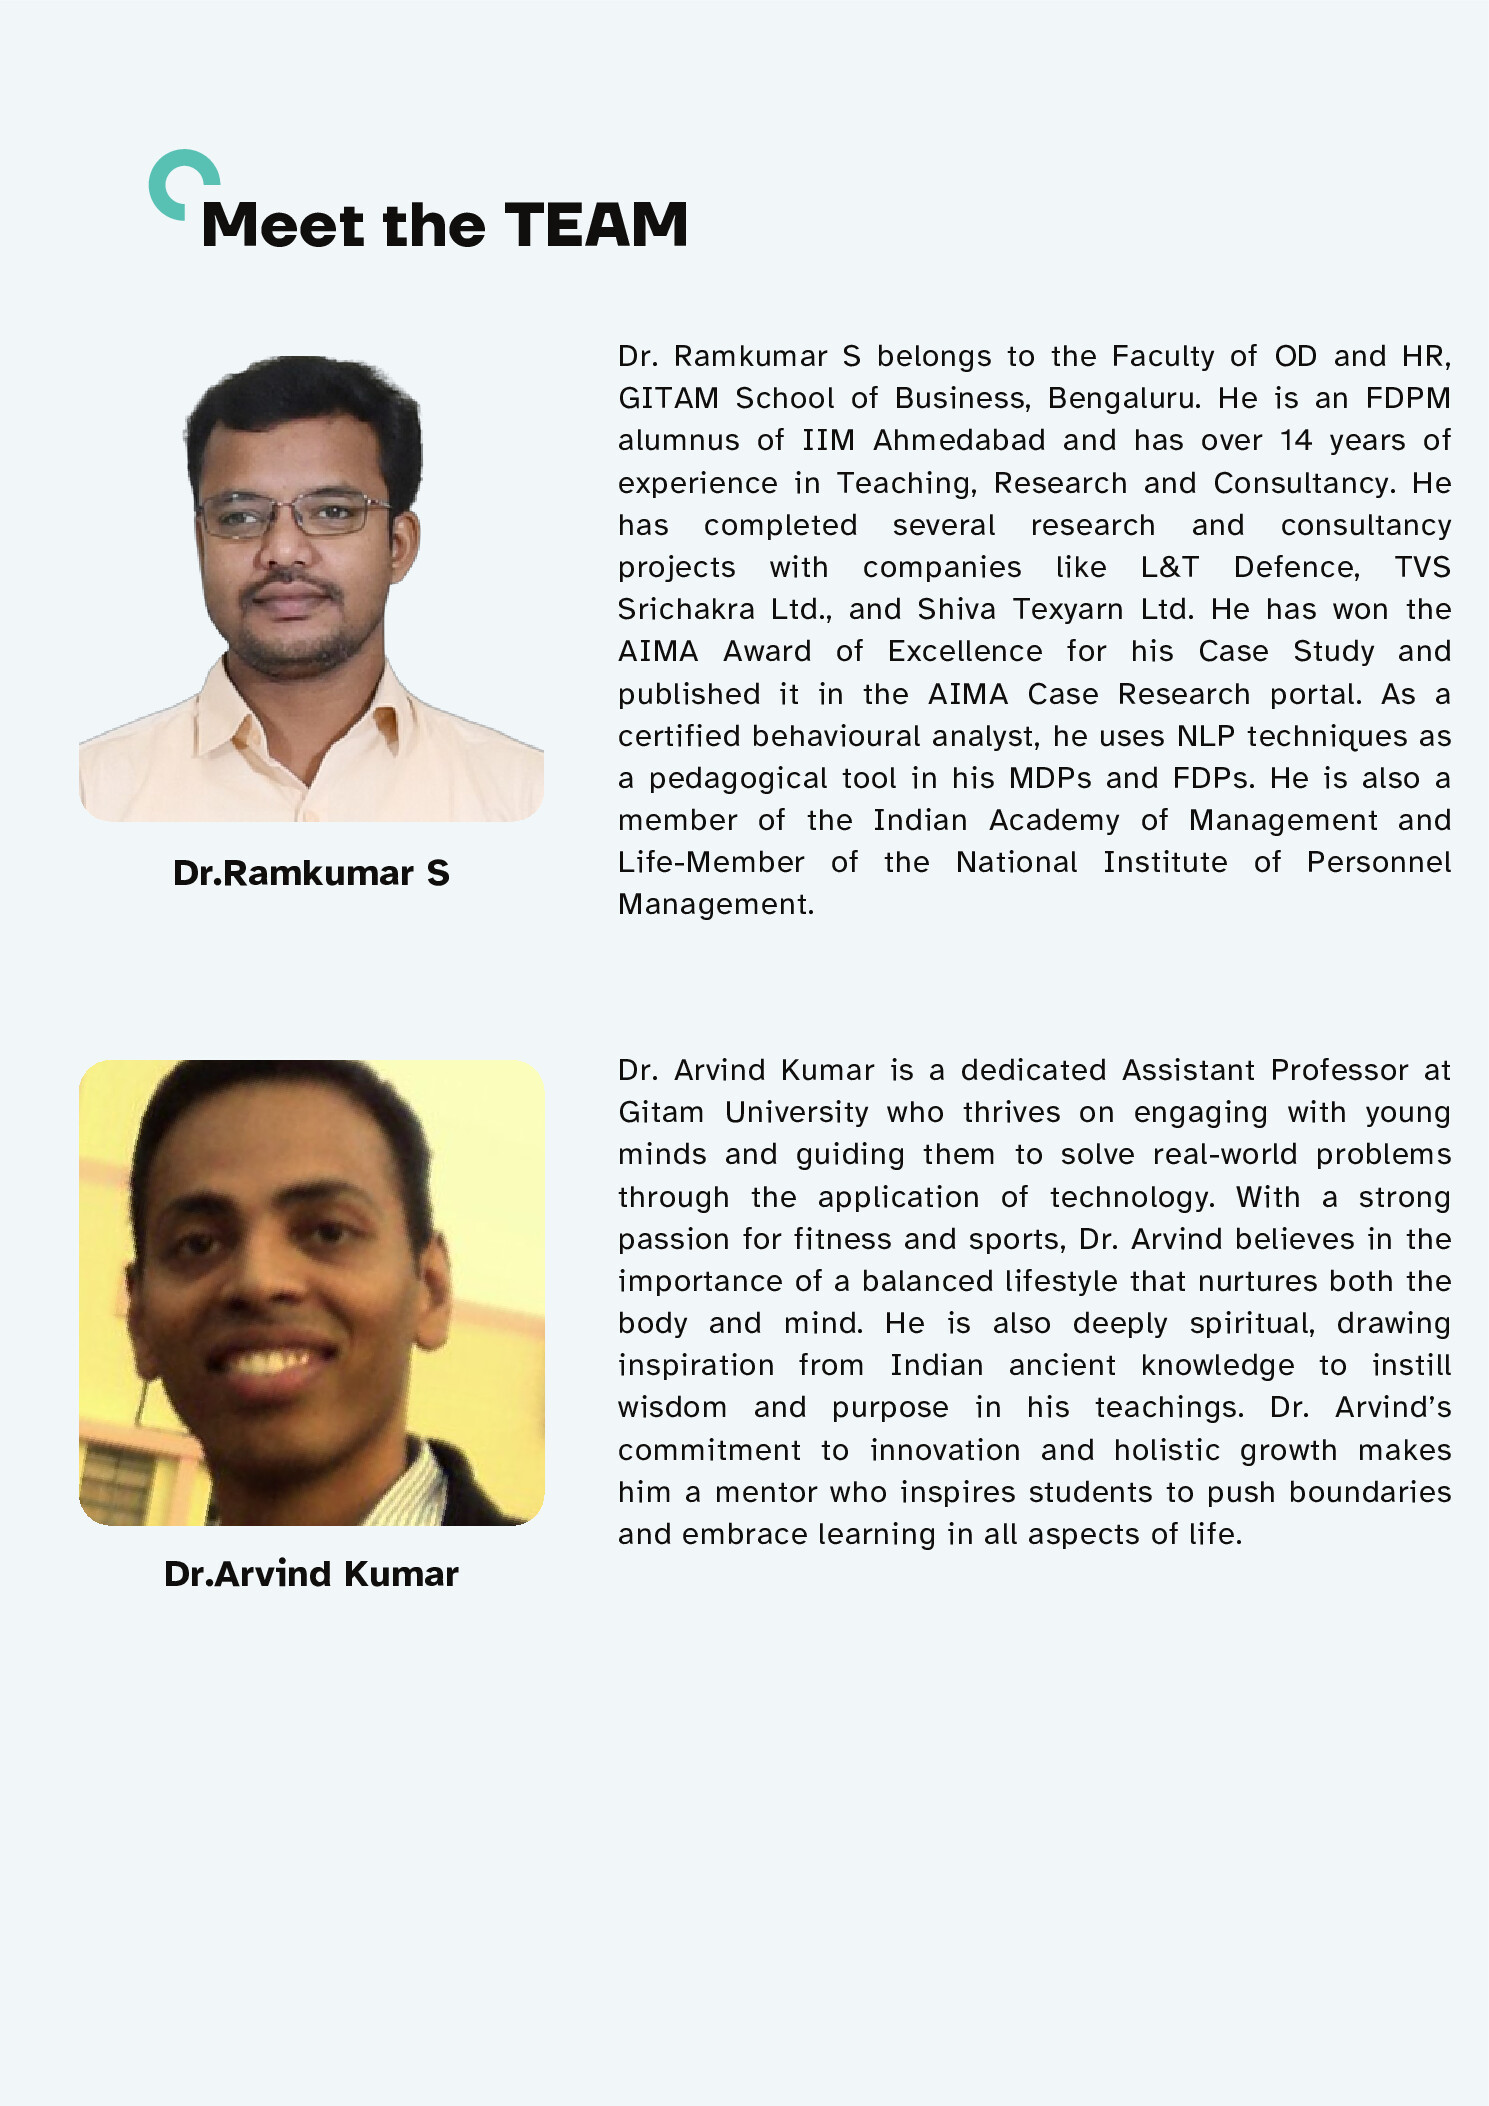 Meet the TEAM
Dr. Ramkumar S belongs to the Faculty of OD and HR,
GITAM School of Business, Bengaluru. He is an FDPM
alumnus of IIM Ahmedabad and has over 14 years of
experience in Teaching, Research and Consultancy. He
has completed several research and consultancy
projects with companies like L&T Defence, TVS
Srichakra Ltd., and Shiva Texyarn Ltd. He has won the
AIMA Award of Excellence for his Case Study and
published it in the AIMA Case Research portal. As a
certified behavioural analyst, he uses NLP techniques as
a pedagogical tool in his MDPs and FDPs. He is also a
member of the Indian Academy of Management and
Life-Member of the National Institute of Personnel
Management.
Dr.Ramkumar S
Dr. Arvind Kumar is a dedicated Assistant Professor at
Gitam University who thrives on engaging with young
minds and guiding them to solve real-world problems
through the application of technology. With a strong
passion for fitness and sports, Dr. Arvind believes in the
importance of a balanced lifestyle that nurtures both the
body and mind. He is also deeply spiritual, drawing
inspiration from Indian ancient knowledge to instill
wisdom and purpose in his teachings. Dr. Arvind’s
commitment to innovation and holistic growth makes
him a mentor who inspires students to push boundaries
and embrace learning in all aspects of life.
Dr.Arvind Kumar